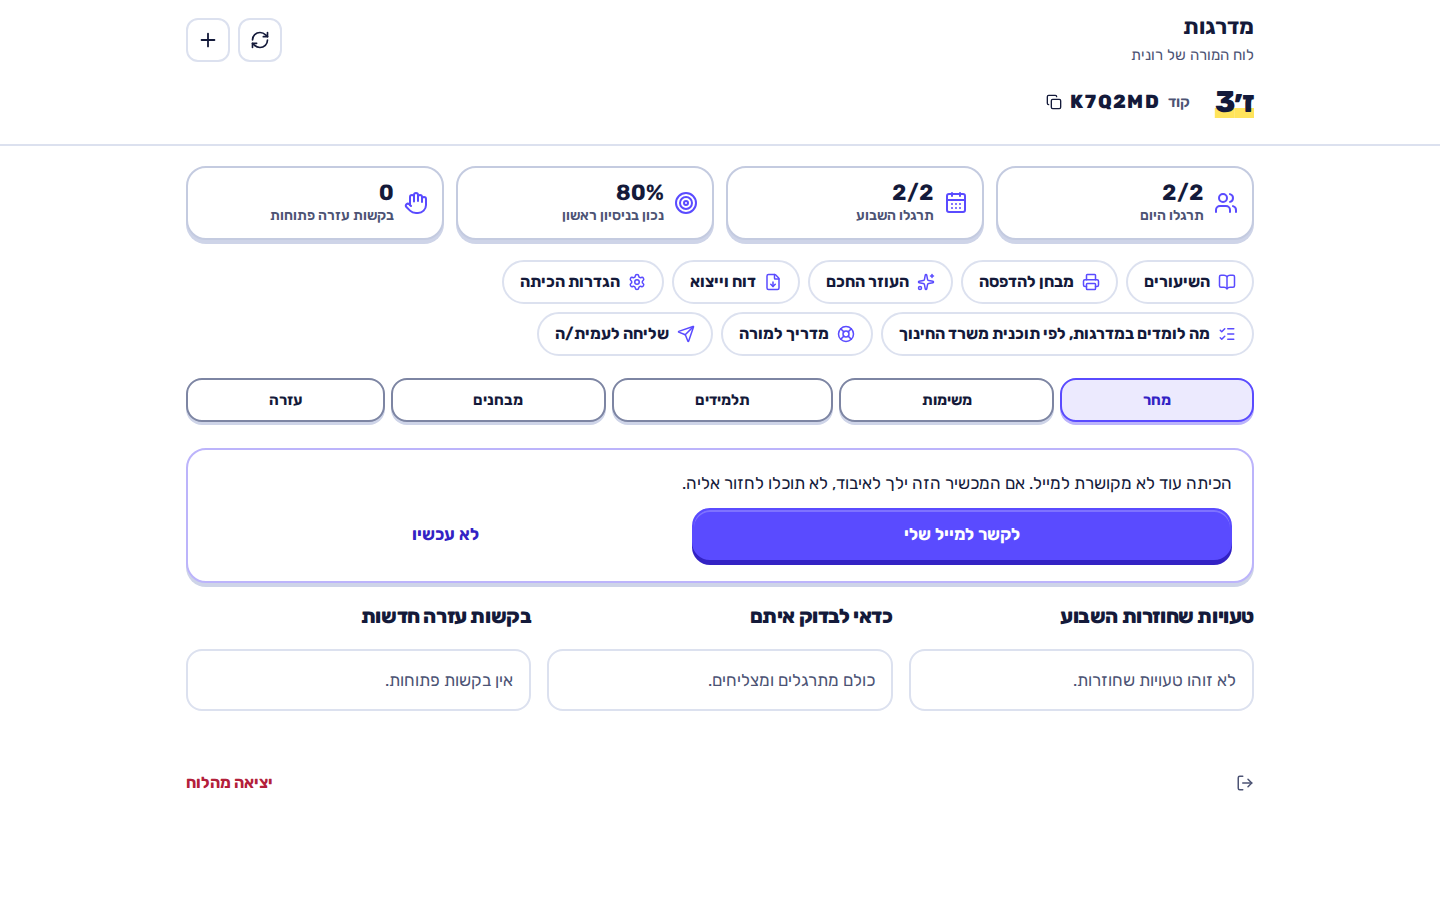 מדרגות
לוח המורה של רונית
ז׳3 קוד K7Q2MD
2/2
תרגלו היום
2/2
תרגלו השבוע
80%
נכון בניסיון ראשון
0
בקשות עזרה פתוחות
השיעורים
מבחן להדפסה
העוזר החכם
דוח וייצוא
הגדרות הכיתה
מה לומדים במדרגות, לפי תוכנית משרד החינוך
מדריך למורה
שליחה לעמית/ה
מחר
משימות
תלמידים
מבחנים
עזרה
הכיתה עוד לא מקושרת למייל. אם המכשיר הזה ילך לאיבוד, לא תוכלו לחזור אליה.
לקשר למייל שלי
לא עכשיו
טעויות שחוזרות השבוע
לא זוהו טעויות שחוזרות.
כדאי לבדוק איתם
כולם מתרגלים ומצליחים.
בקשות עזרה חדשות
אין בקשות פתוחות.
יציאה מהלוח